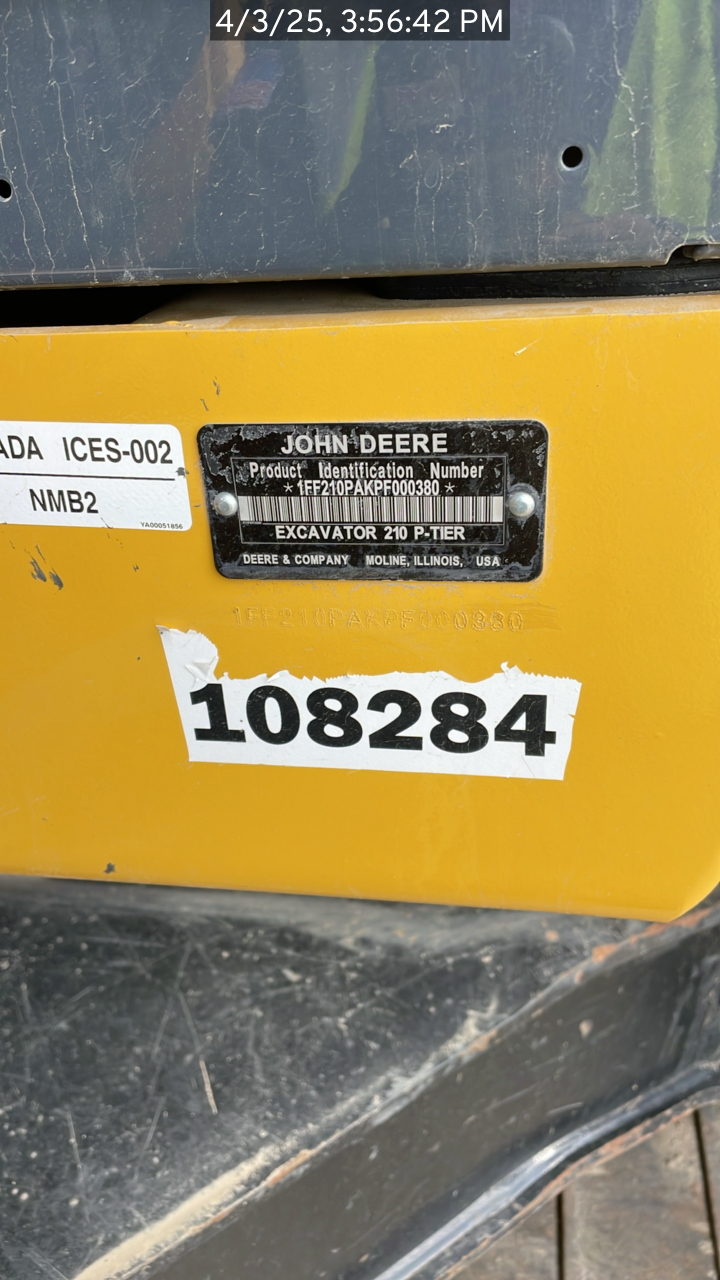 4/3/25, 3:56:42 PM
ADA ICES-002
NMB2
YA00051856
JOHN DEERE
Product Identification Number
*1FF210PAKPF000380*
EXCAVATOR 210 P-TIER
DEERE & COMPANY MOLINE, ILLINOIS, USA
1FF210PAKPF000380
108284